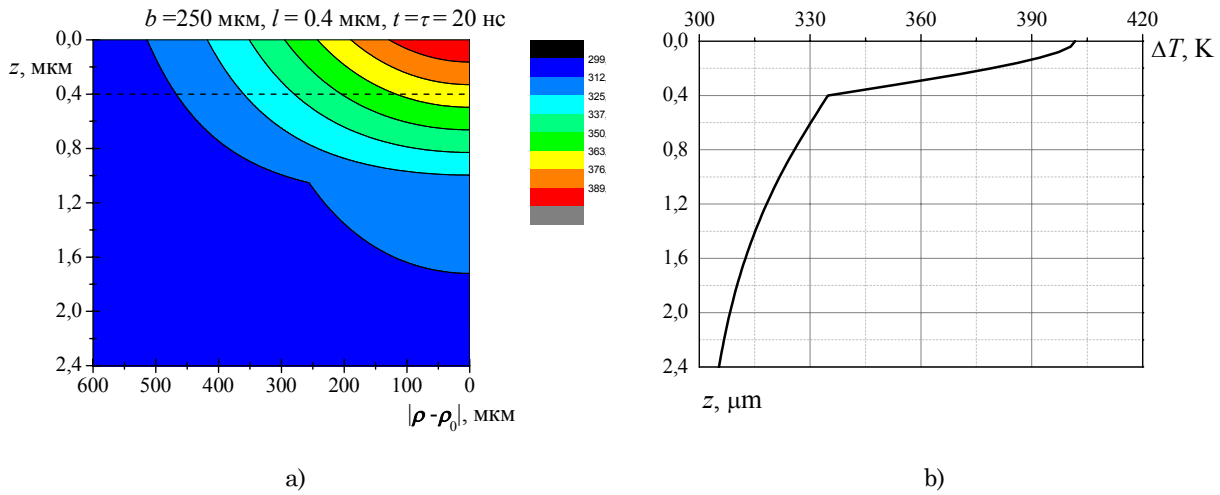 b =250 мкм, l = 0.4 мкм, t = τ = 20 нс
0,0
0,4
0,8
1,2
1,6
2,0
2,4
z, мкм
600 500 400 300 200 100 0
|ρ - ρ0|, мкм
299,
312,
325,
337,
350,
363,
376,
389,
a)
300 330 360 390 420
ΔT, K
0,0
0,4
0,8
1,2
1,6
2,0
2,4
z, μm
b)